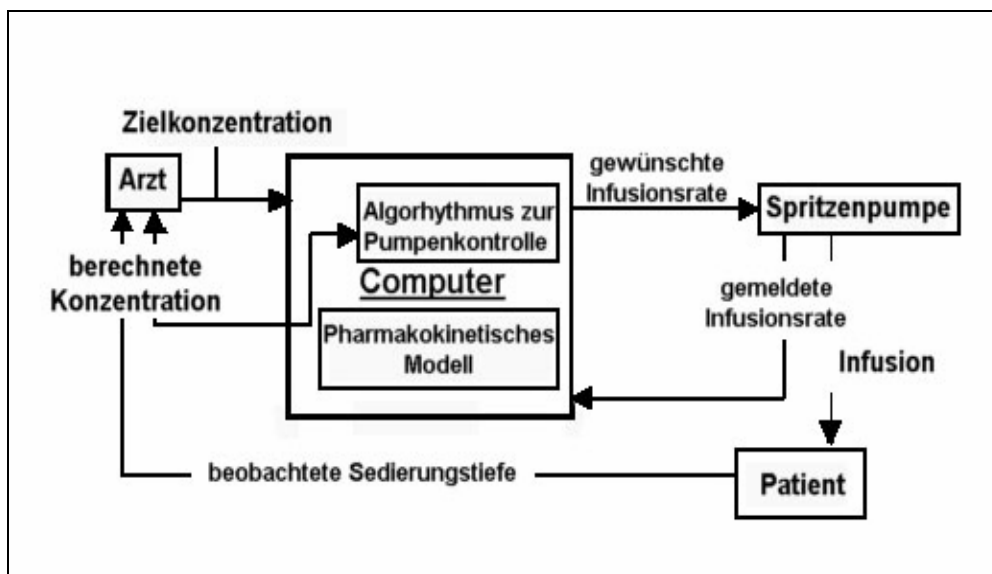 Zielkonzentration
Arzt
gewünschte
Infusionsrate
Algorhythmus zur
Pumpenkontrolle
Spritzenpumpe
berechnete
Konzentration
Computer
gemeldete
Infusionsrate
Pharmakokinetisches
Modell
Infusion
beobachtete Sedierungstiefe
Patient